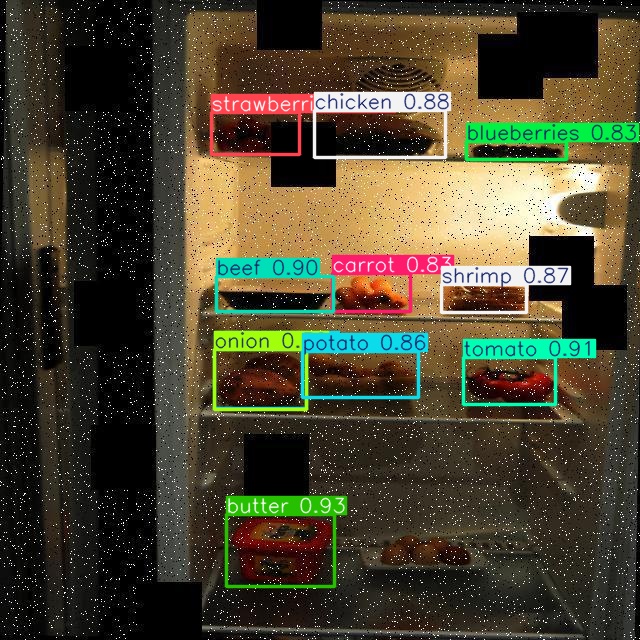 strawberri
chicken 0.88
blueberries 0.83
beef 0.90
carrot 0.83
shrimp 0.87
onion 0.
potato 0.86
tomato 0.91
butter 0.93